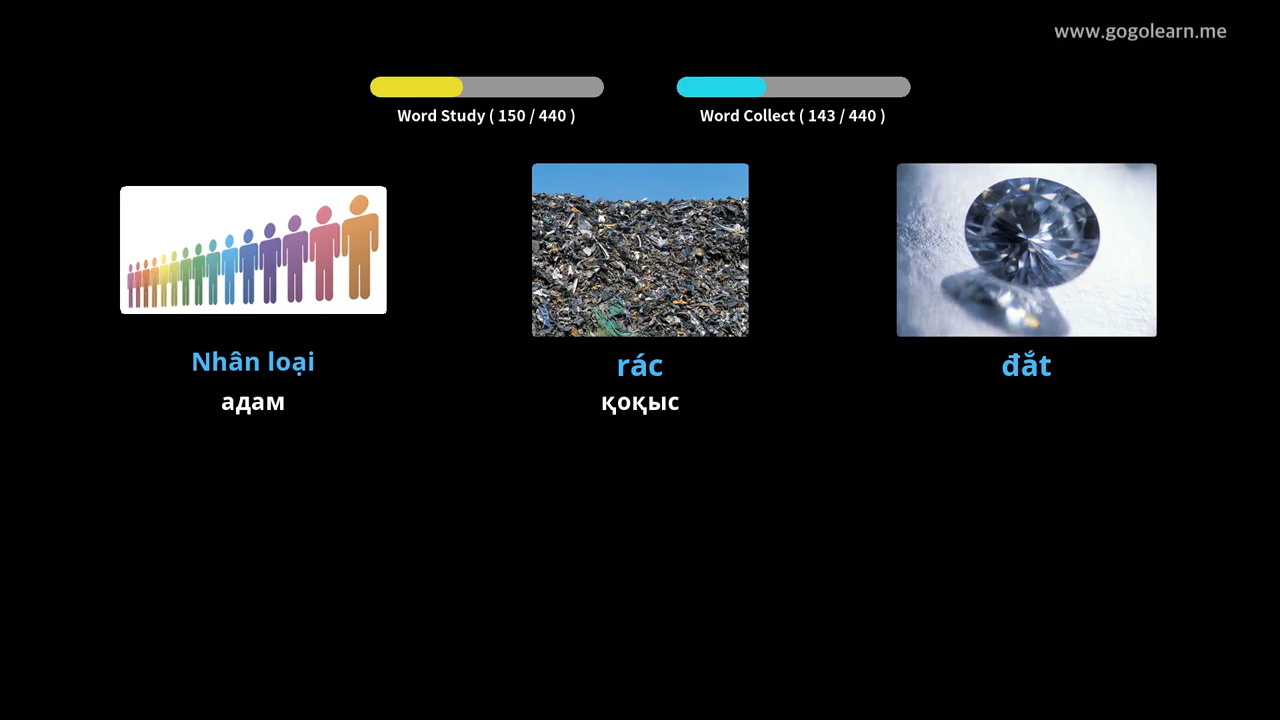 www.gogolearn.me
Word Study ( 150 / 440 )
Word Collect ( 143 / 440 )
Nhân loại
адам
rác
қоқыс
đắt